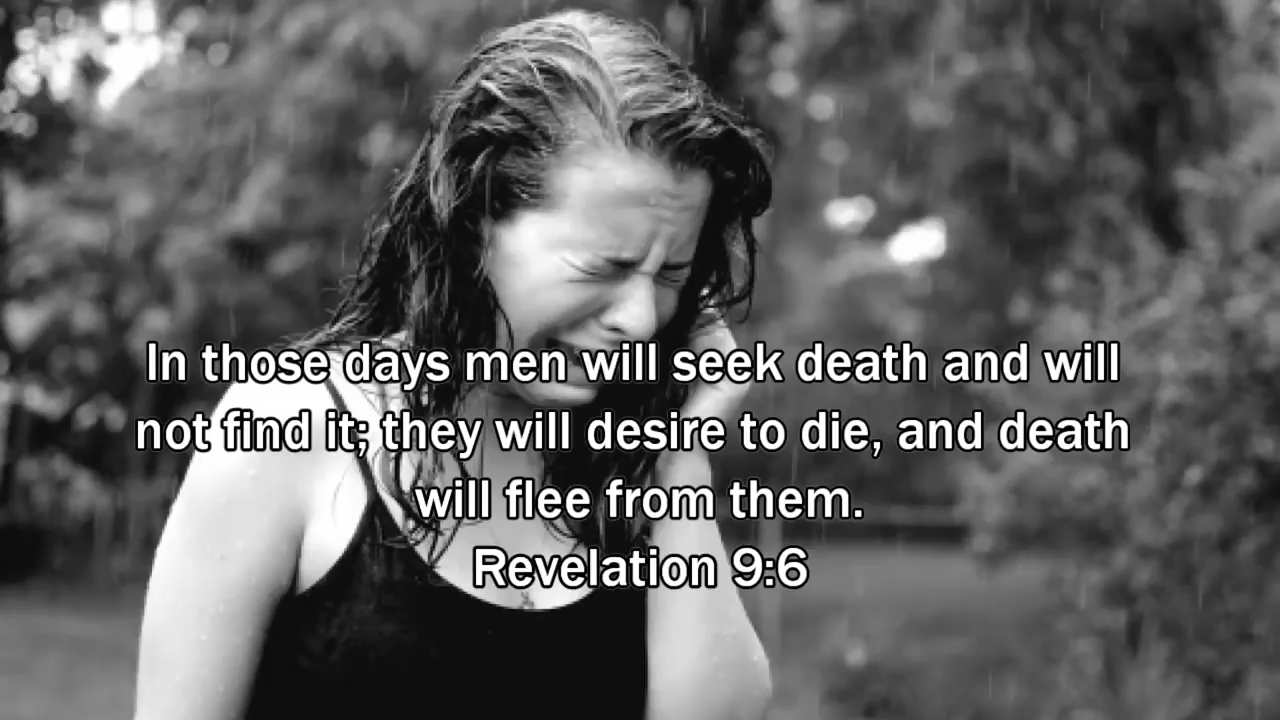 In those days men will seek death and will
not find it; they will desire to die, and death
will flee from them.
Revelation 9:6